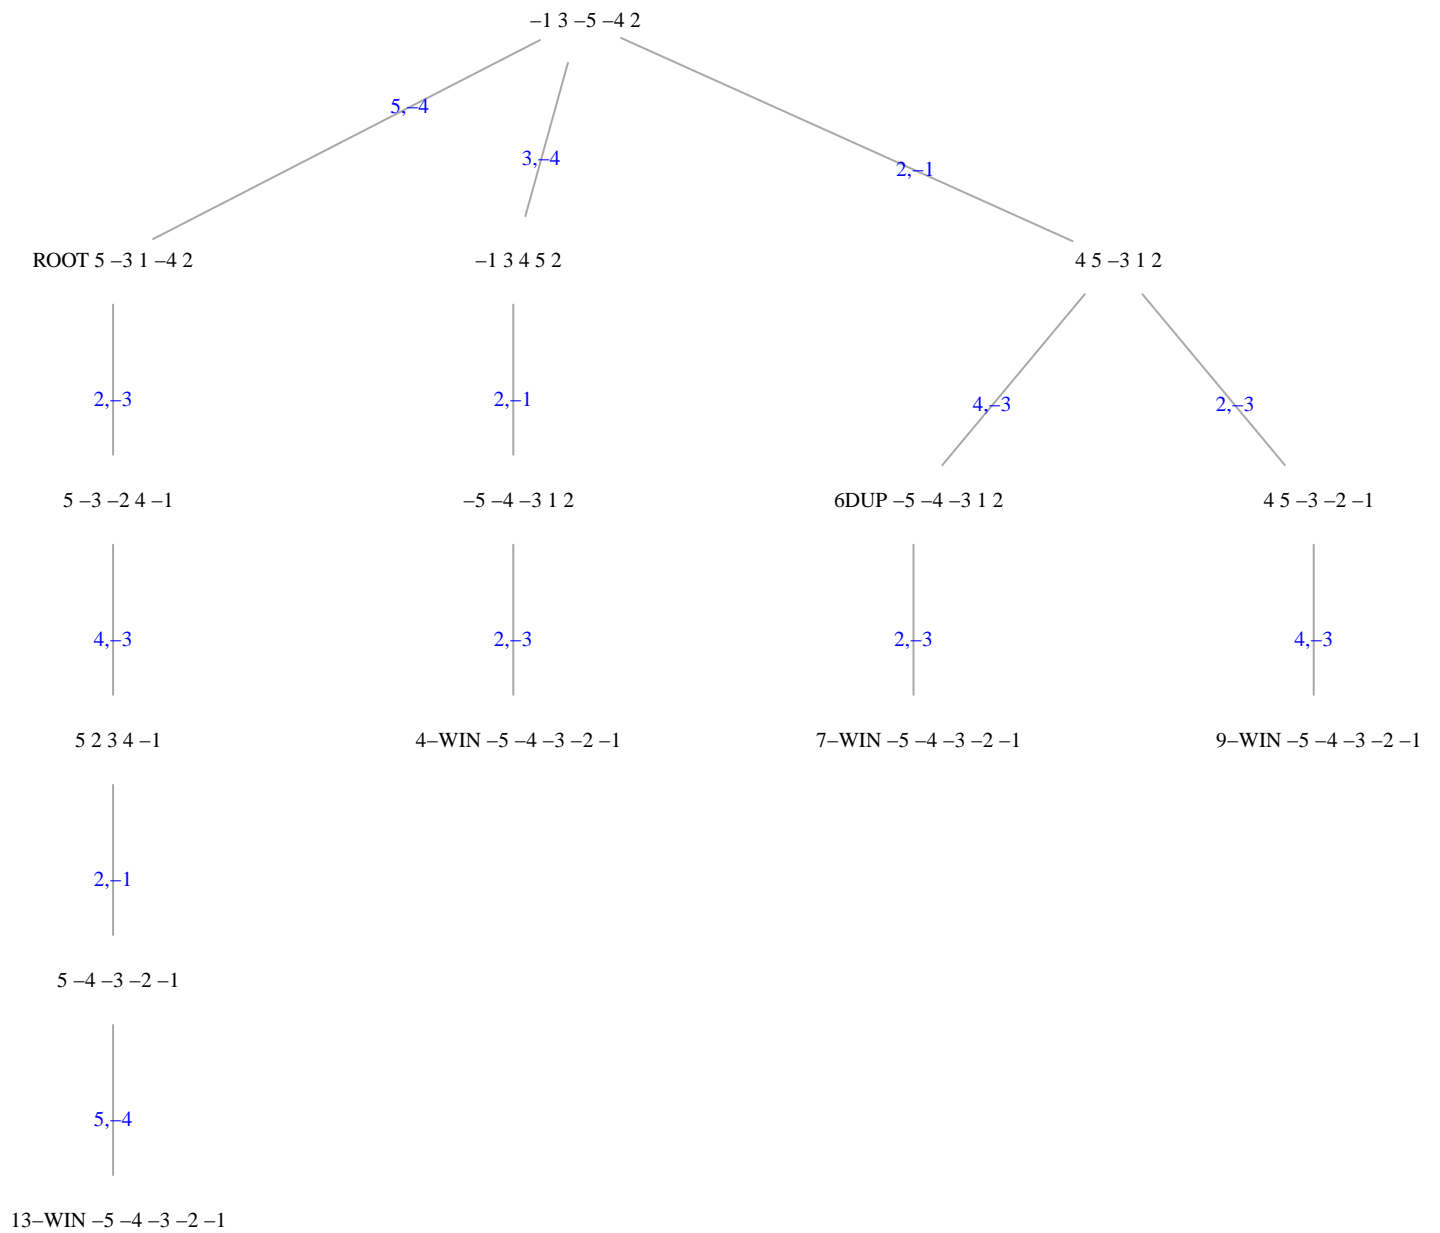 –1 3 –5 –4 2
5,–4
3,–4
2,–1
ROOT 5 –3 1 –4 2
–1 3 4 5 2
4 5 –3 1 2
2,–3
2,–1
4,–3
2,–3
5 –3 –2 4 –1
–5 –4 –3 1 2
6DUP –5 –4 –3 1 2
4 5 –3 –2 –1
4,–3
2,–3
2,–3
4,–3
5 2 3 4 –1
4–WIN –5 –4 –3 –2 –1
7–WIN –5 –4 –3 –2 –1
9–WIN –5 –4 –3 –2 –1
2,–1
5 –4 –3 –2 –1
5,–4
13–WIN –5 –4 –3 –2 –1